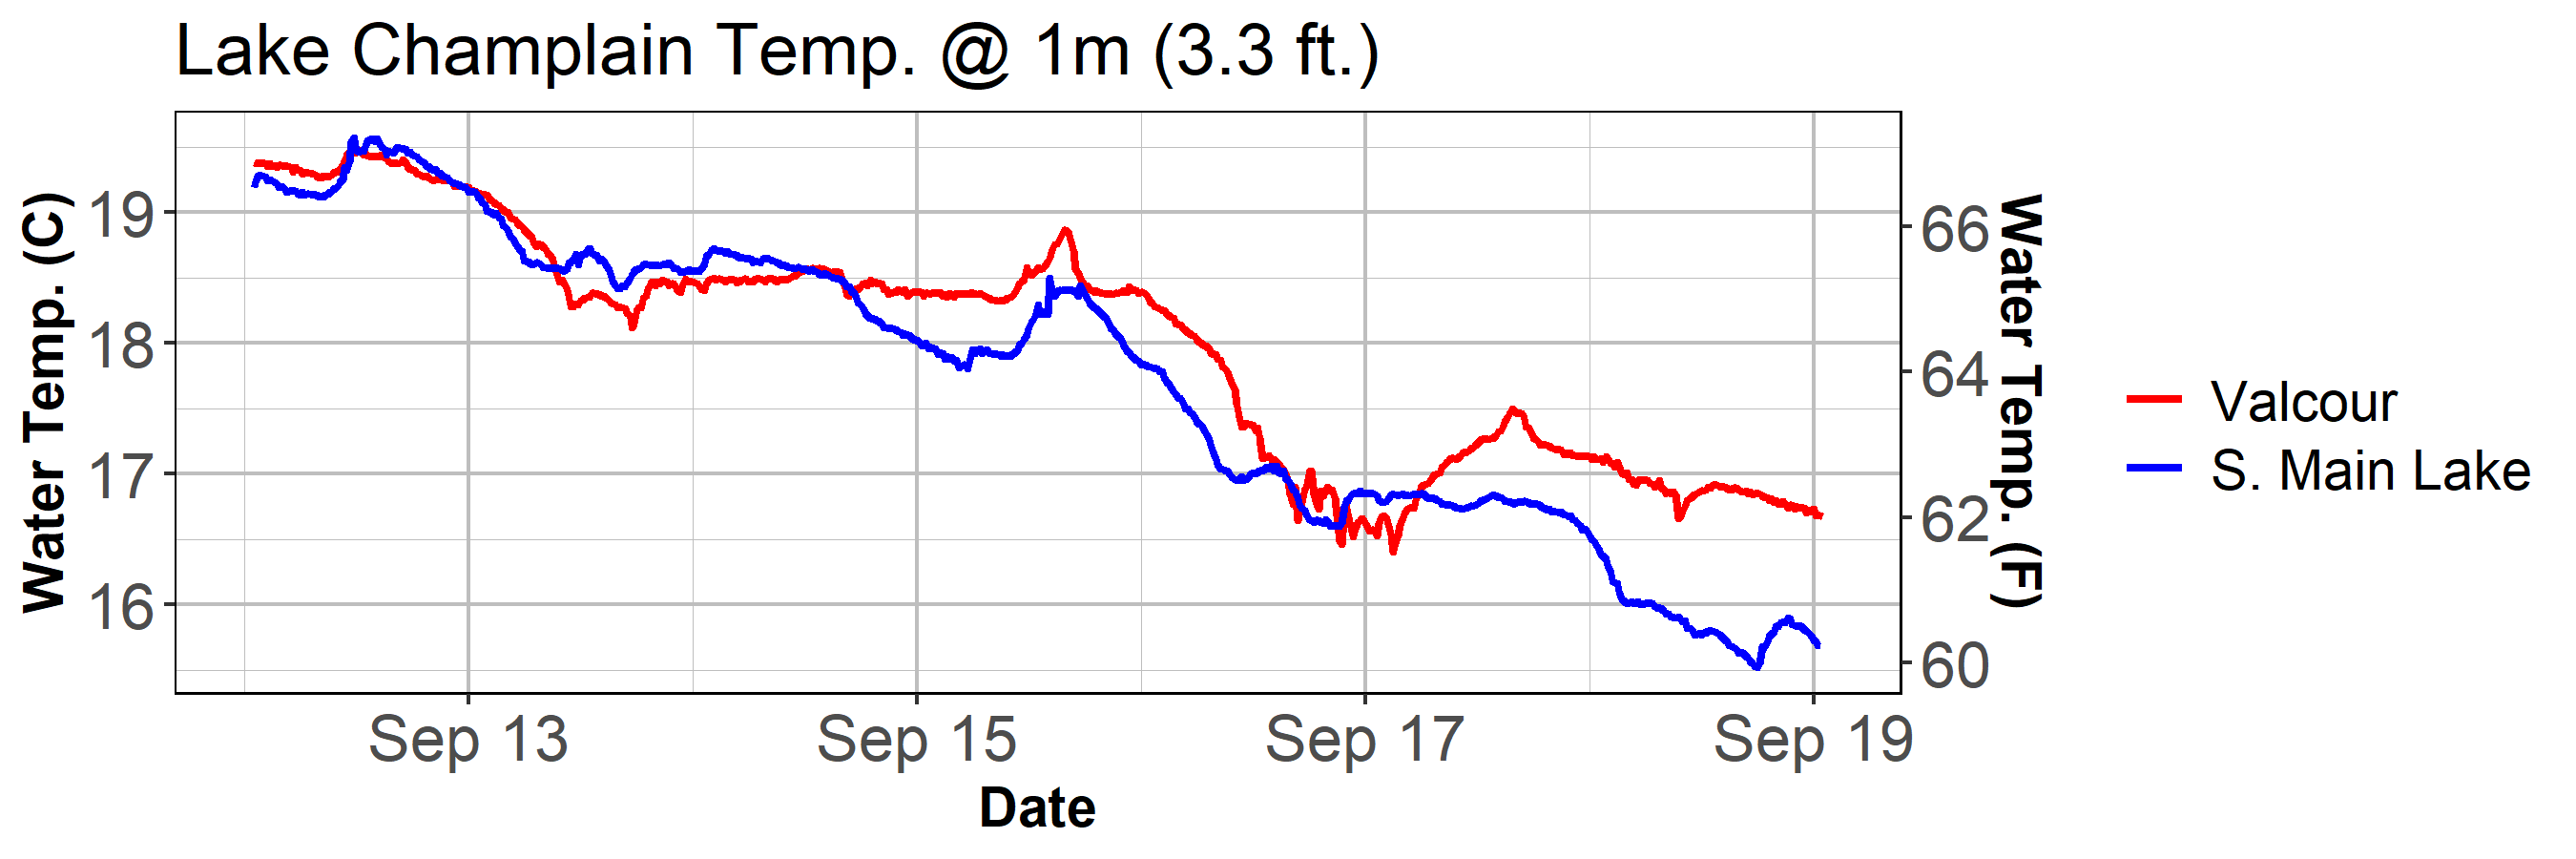 Lake Champlain Temp. @ 1m (3.3 ft.)
Water Temp. (C)
19
18
17
16
66
64
62
60
Water Temp. (F)
Sep 13
Sep 15
Sep 17
Sep 19
Date
Valcour
S. Main Lake